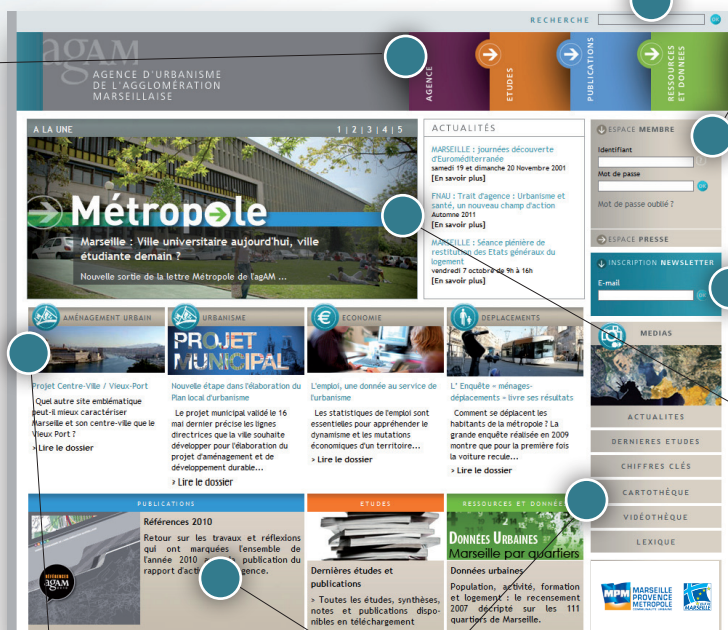 RECHERCHE
OK
agAM
AGENCE D'URBANISME
DE L'AGGLOMÉRATION
MARSEILLAISE
AGENCE
ETUDES
PUBLICATIONS
RESSOURCES
ET DONNEES
A LA UNE
1 | 2 | 3 | 4 | 5
Métropole
Marseille : Ville universitaire aujourd'hui, ville
étudiante demain ?
Nouvelle sortie de la lettre Métropole de l'agAM ...
ACTUALITÉS
MARSEILLE : journées découverte
d'Euroméditerranée
samedi 19 et dimanche 20 Novembre 2001
[En savoir plus]
FNAU : Trait d'agence : Urbanisme et
santé, un nouveau champ d'action
Automne 2011
[En savoir plus]
MARSEILLE : Séance plénière de
restitution des Etats généraux du
logement
vendredi 7 octobre de 9h à 16h
[En savoir plus]
ESPACE MEMBRE
Identifiant
Mot de passe
OK
Mot de passe oublié ?
ESPACE PRESSE
INSCRIPTION NEWSLETTER
E-mail
OK
AMÉNAGEMENT URBAIN
Projet Centre-Ville / Vieux-Port
Quel autre site emblématique
peut-il mieux caractériser
Marseille et son centre-ville que le
Vieux Port ?
> Lire le dossier
URBANISME
PROJET
MUNICIPAL
Nouvelle étape dans l'élaboration du
Plan local d'urbanisme
Le projet municipal validé le 16
mai dernier précise les lignes
directrices que la ville souhaite
développer pour l'élaboration du
projet d'aménagement et de
développement durable...
> Lire le dossier
€ ECONOMIE
L'emploi, une donnée au service de
l'urbanisme
Les statistiques de l'emploi sont
essentielles pour appréhender le
dynamisme et les mutations
économiques d'un territoire...
> Lire le dossier
DEPLACEMENTS
L' Enquête « ménages-
déplacements » livre ses résultats
Comment se déplacent les
habitants de la métropole ? La
grande enquête réalisée en 2009
montre que pour la première fois
la voiture recule...
> Lire le dossier
MEDIAS
ACTUALITES
DERNIERES ETUDES
CHIFFRES CLÉS
CARTOTHÈQUE
VIDÉOTHÈQUE
LEXIQUE
PUBLICATIONS
RÉFÉRENCES
agAM
Références 2010
Retour sur les travaux et réflexions
qui ont marquées l'ensemble de
l'année 2010 publication du
rapport
ETUDES
Dernières études et
publications
> Toutes les études, synthèses,
notes et publications dispo-
nibles en téléchargement
RESSOURCES ET DONNÉES
DONNÉES URBAINES
Marseille par quartiers
Données urbaines
Population, activité, formation
et logement : le recensement
2007 décripté sur les 111
quartiers de Marseille.
MPM MARSEILLE
PROVENCE
METROPOLE
COMMUNAUTÉ URBAINE
MARSEILLE